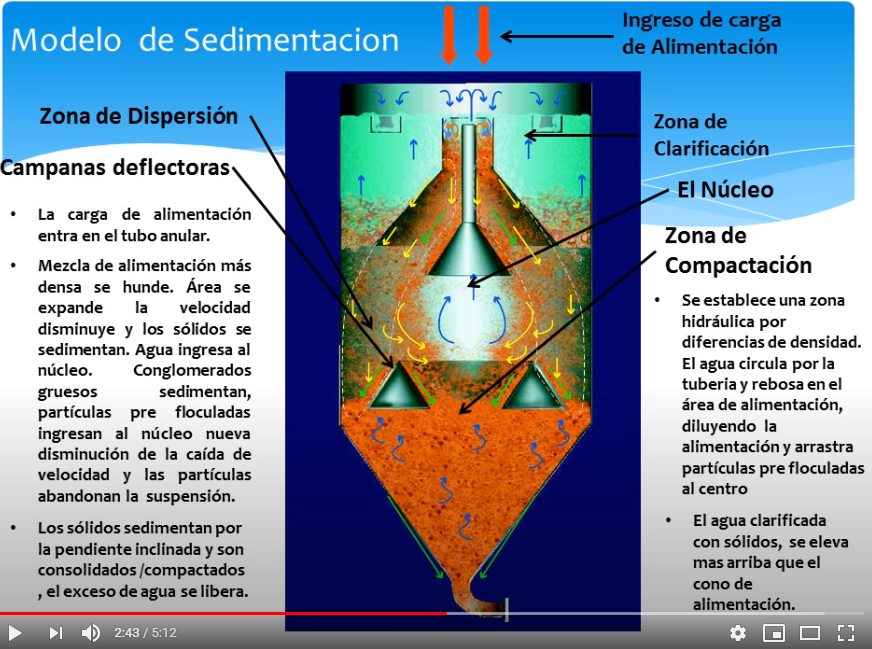 Modelo de Sedimentacion
Ingreso de carga
de Alimentación
Zona de Dispersión
Campanas deflectoras
Zona de
Clarificación
El Núcleo
Zona de
Compactación
• La carga de alimentación
entra en el tubo anular.
• Mezcla de alimentación más
densa se hunde. Área se
expande la velocidad
disminuye y los sólidos se
sedimentan. Agua ingresa al
núcleo. Conglomerados
gruesos sedimentan,
partículas pre floculadas
ingresan al núcleo nueva
disminución de la caída de
velocidad y las partículas
abandonan la suspensión.
• Los sólidos sedimentan por
la pendiente inclinada y son
consolidados /compactados
, el exceso de agua se libera.
• Se establece una zona
hidráulica por
diferencias de densidad.
El agua circula por la
tuberia y rebosa en el
área de alimentación,
diluyendo la
alimentación y arrastra
partículas pre floculadas
al centro
• El agua clarificada
con sólidos, se eleva
mas arriba que el
cono de
alimentación.
2:43 / 5:12